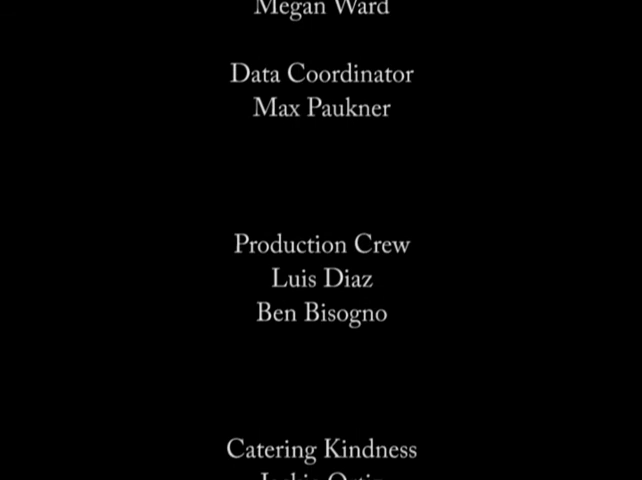 Megan Ward
Data Coordinator
Max Paukner
Production Crew
Luis Diaz
Ben Bisogno
Catering Kindness